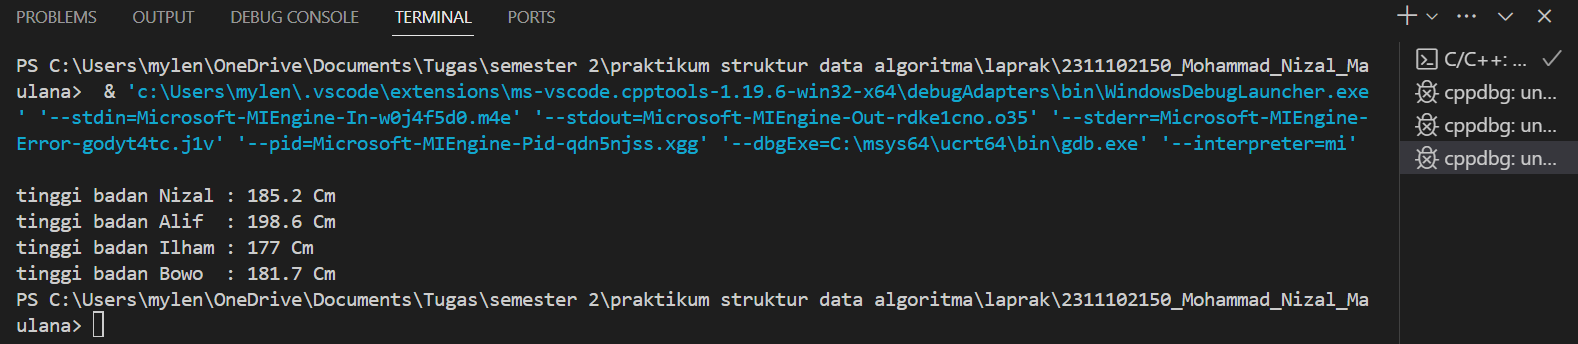 PROBLEMS OUTPUT DEBUG CONSOLE TERMINAL PORTS
PS C:\Users\mylen\OneDrive\Documents\Tugas\semester 2\praktikum struktur data algoritma\laprak\2311102150_Mohammad_Nizal_Ma
ulana>  & 'c:\Users\mylen\.vscode\extensions\ms-vscode.cpptools-1.19.6-win32-x64\debugAdapters\bin\WindowsDebugLauncher.exe
' '--stdin=Microsoft-MIEngine-In-w0j4f5d0.m4e' '--stdout=Microsoft-MIEngine-Out-rdke1cno.o35' '--stderr=Microsoft-MIEngine-
Error-godyt4tc.j1v' '--pid=Microsoft-MIEngine-Pid-qdn5njss.xgg' '--dbgExe=C:\msys64\ucrt64\bin\gdb.exe' '--interpreter=mi'
tinggi badan Nizal : 185.2 Cm
tinggi badan Alif  : 198.6 Cm
tinggi badan Ilham : 177 Cm
tinggi badan Bowo  : 181.7 Cm
PS C:\Users\mylen\OneDrive\Documents\Tugas\semester 2\praktikum struktur data algoritma\laprak\2311102150_Mohammad_Nizal_Ma
ulana>
C/C++: ...
cppdbg: un...
cppdbg: un...
cppdbg: un...